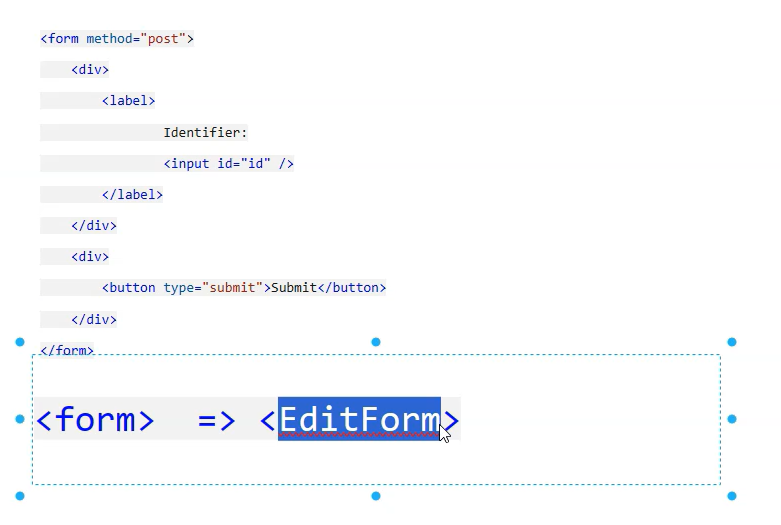 <form method="post">
<div>
<label>
Identifier:
<input id="id" />
</label>
</div>
<div>
<button type="submit">Submit</button>
</div>
</form>
<form>  => <EditForm>